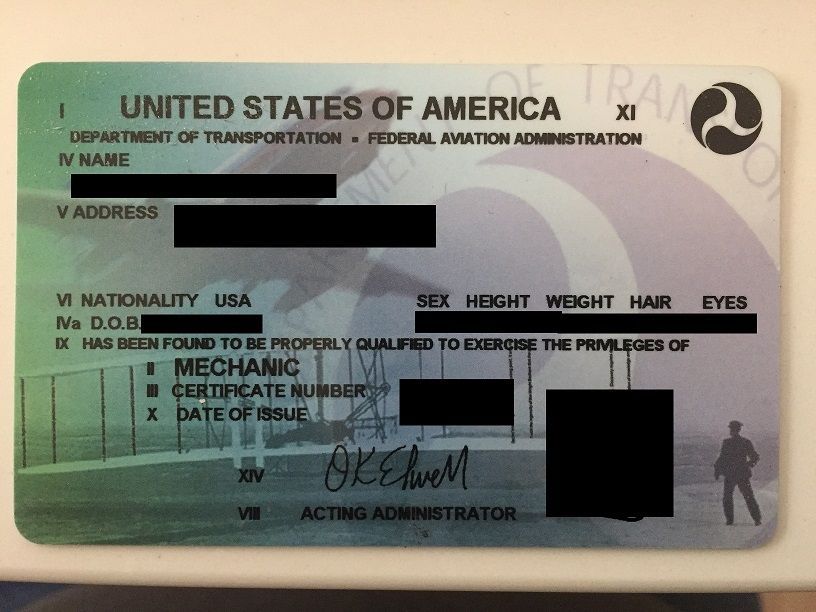 I UNITED STATES OF AMERICA XI
DEPARTMENT OF TRANSPORTATION - FEDERAL AVIATION ADMINISTRATION
IV NAME
V ADDRESS
VI NATIONALITY USA SEX HEIGHT WEIGHT HAIR EYES
IVa D.O.B.
IX HAS BEEN FOUND TO BE PROPERLY QUALIFIED TO EXERCISE THE PRIVILEGES OF
II MECHANIC
III CERTIFICATE NUMBER
X DATE OF ISSUE
XIV OK Elwell
VIII ACTING ADMINISTRATOR